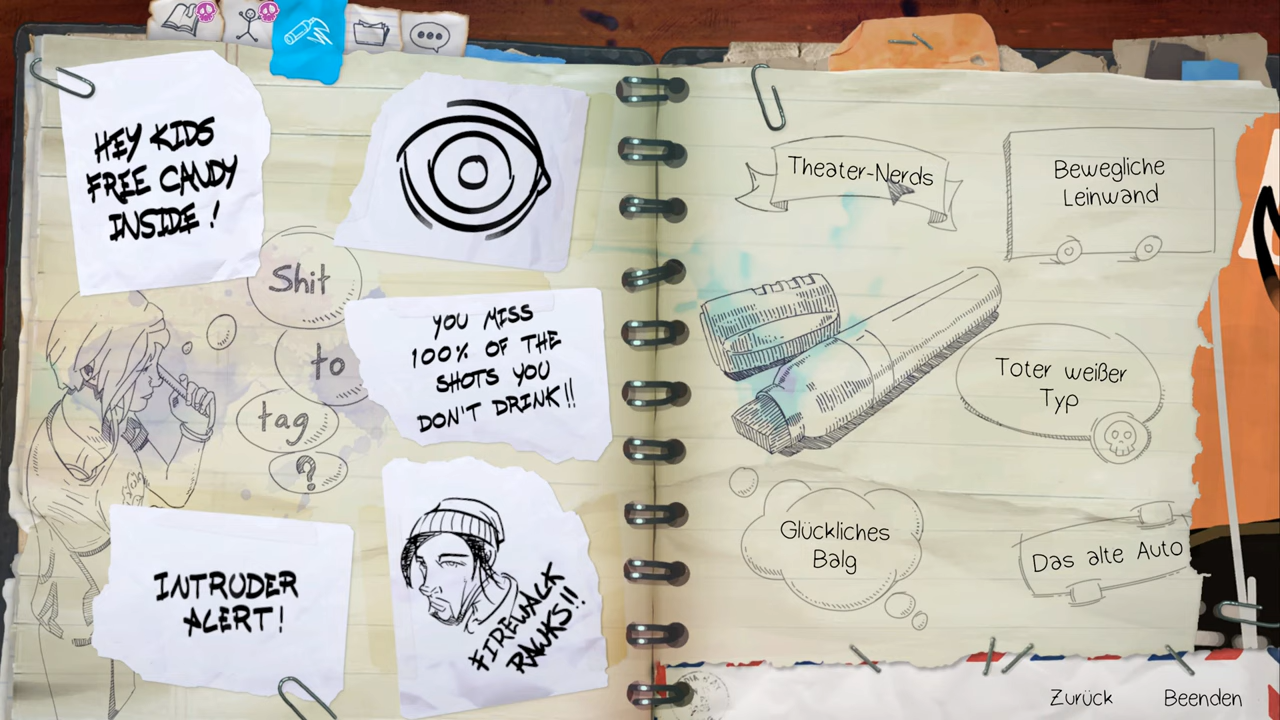 HEY KIDS
FREE CANDY
INSIDE !
Shit
to
tag
?
YOU MISS
100% OF THE
SHOTS YOU
DON'T DRINK!!
INTRUDER
ALERT!
FIREWALK
RAWKS!!
Theater-Nerds
Bewegliche
Leinwand
Toter weißer
Typ
Glückliches
Balg
Das alte Auto
Zurück
Beenden